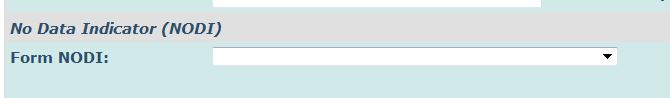 No Data Indicator (NODI)
Form NODI: